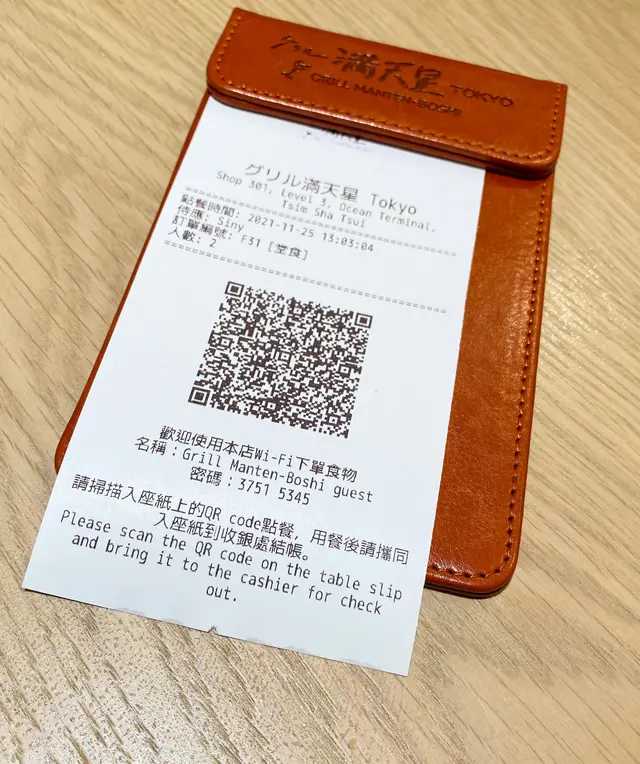 グリル 満天星 TOKYO
GRILL MANTEN-BOSHI
グリル満天星 Tokyo
Shop 301, Level 3, Ocean Terminal,
Tsim Sha Tsui
點餐時間: 2021-11-25 13:03:04
侍應: Siny
訂單編號: F31 [堂食]
人數: 2
歡迎使用本店Wi-Fi下單食物
名稱：Grill Manten-Boshi guest
密碼：3751 5345
請掃描入座紙上的QR code點餐，用餐後請攜同
入座紙到收銀處結帳。
Please scan the QR code on the table slip
and bring it to the cashier for check
out.